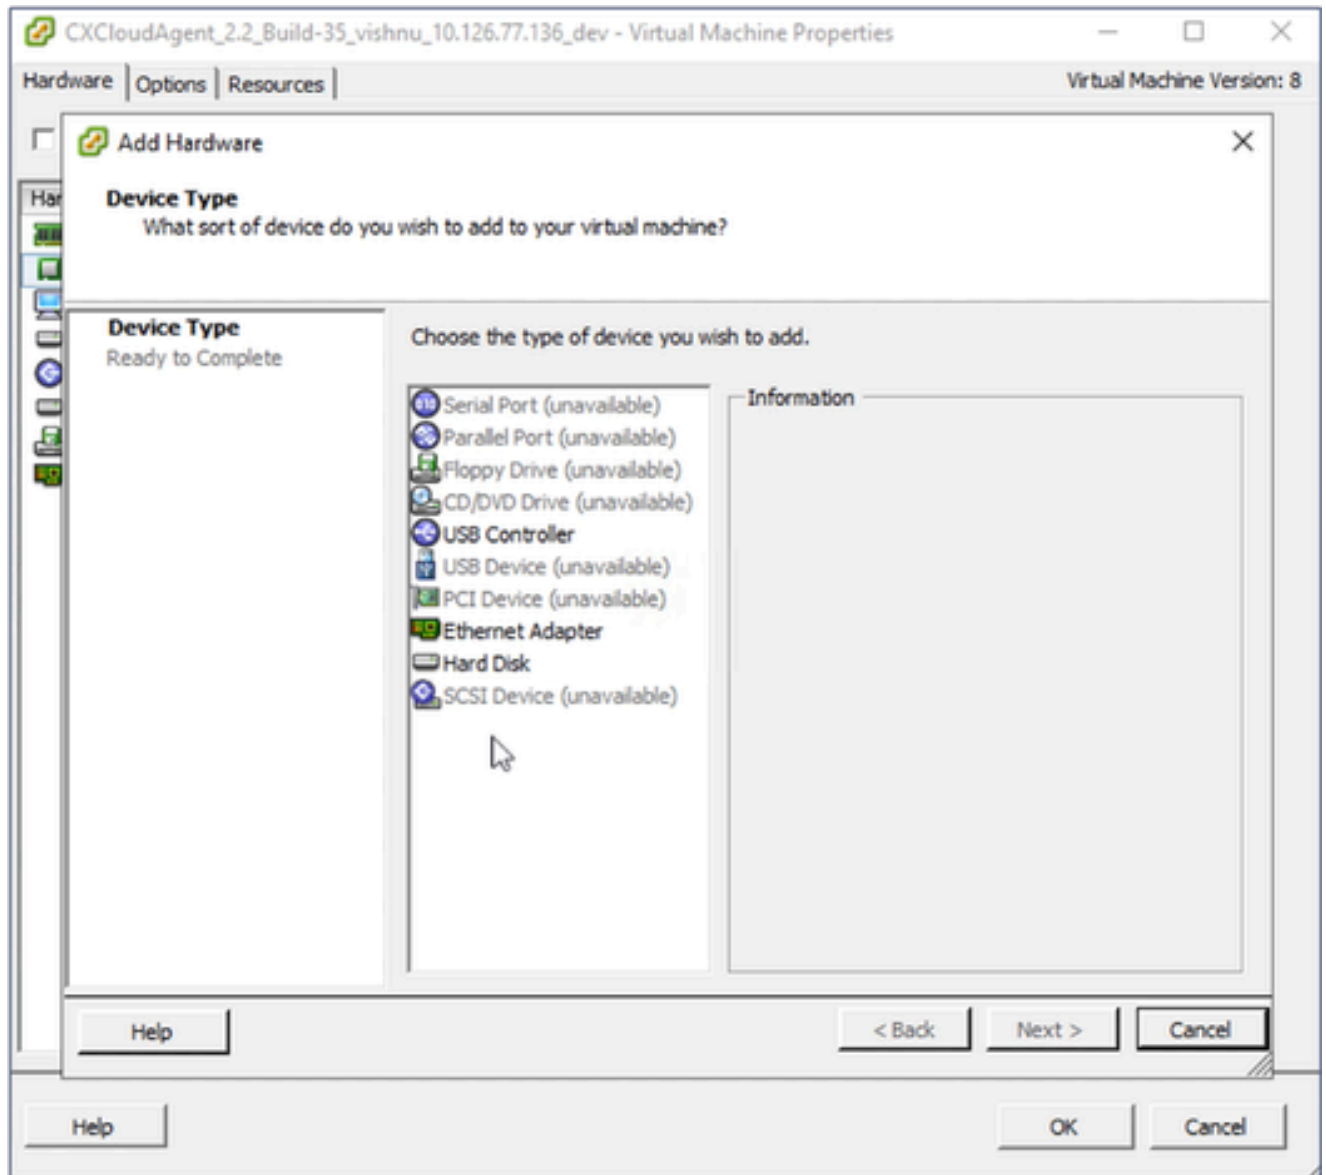 CXCloudAgent_2.2_Build-35_vishnu_10.126.77.136_dev - Virtual Machine Properties
Hardware Options Resources Virtual Machine Version: 8
Add Hardware
Har
Device Type
What sort of device do you wish to add to your virtual machine?
Device Type
Ready to Complete
Choose the type of device you wish to add.
Serial Port (unavailable)
Parallel Port (unavailable)
Floppy Drive (unavailable)
CD/DVD Drive (unavailable)
USB Controller
USB Device (unavailable)
PCI Device (unavailable)
Ethernet Adapter
Hard Disk
SCSI Device (unavailable)
Information
Help < Back Next > Cancel
Help OK Cancel